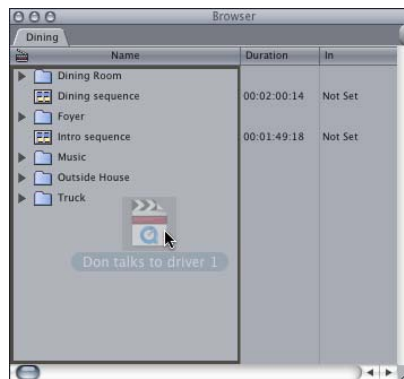 Browser
Dining
Name Duration In
Dining Room
Dining sequence 00:02:00:14 Not Set
Foyer
Intro sequence 00:01:49:18 Not Set
Music
Outside House
Truck
Don talks to driver 1